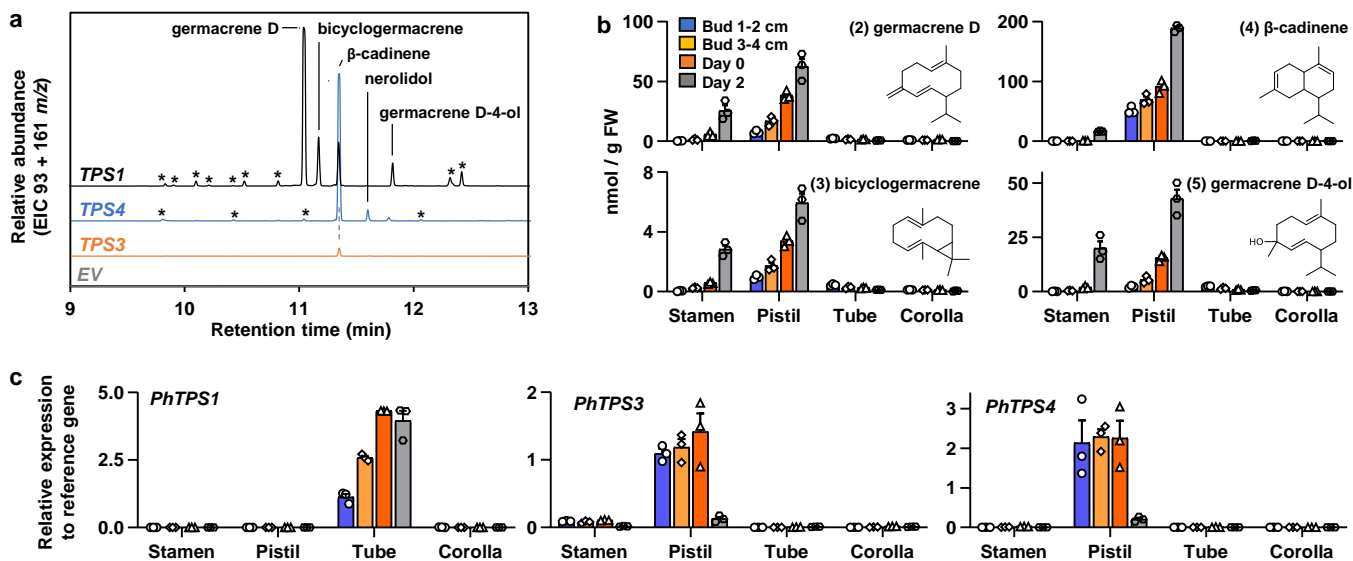 a
germacrene D
bicyclogermacrene
β-cadinene
nerolidol
germacrene D-4-ol
Relative abundance
(EIC 93 + 161 m/z)
TPS1
* * * * * * * * *
TPS4
* * * *
TPS3
EV
9 10 11 12 13
Retention time (min)
b
Bud 1-2 cm
Bud 3-4 cm
Day 0
Day 2
nmol / g FW
(2) germacrene D
100
50
0
(4) β-cadinene
200
100
0
(3) bicyclogermacrene
8
4
0
Stamen Pistil Tube Corolla
(5) germacrene D-4-ol
HO
50
25
0
Stamen Pistil Tube Corolla
c
Relative expression
to reference gene
PhTPS1
5.0
2.5
0.0
Stamen Pistil Tube Corolla
PhTPS3
2
1
0
Stamen Pistil Tube Corolla
PhTPS4
3
2
1
0
Stamen Pistil Tube Corolla